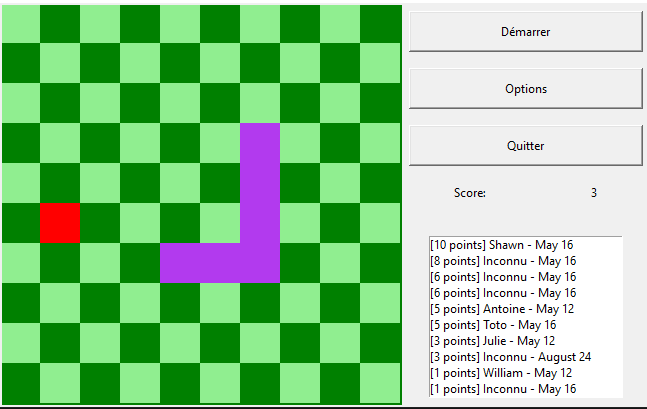 Démarrer
Options
Quitter
Score: 3
[10 points] Shawn - May 16
[8 points] Inconnu - May 16
[6 points] Inconnu - May 16
[6 points] Inconnu - May 16
[5 points] Antoine - May 12
[5 points] Toto - May 16
[3 points] Julie - May 12
[3 points] Inconnu - August 24
[1 points] William - May 12
[1 points] Inconnu - May 16